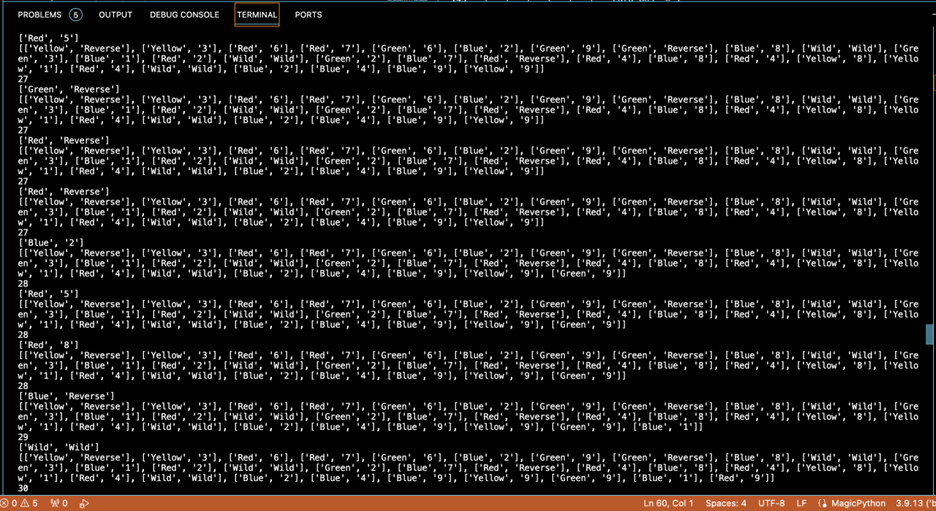 PROBLEMS 5 OUTPUT DEBUG CONSOLE TERMINAL PORTS
['Red', '5']
[['Yellow', 'Reverse'], ['Yellow', '3'], ['Red', '6'], ['Red', '7'], ['Green', '6'], ['Blue', '2'], ['Green', '9'], ['Green', 'Reverse'], ['Blue', '8'], ['Wild', 'Wild'], ['Gre
en', '3'], ['Blue', '1'], ['Red', '2'], ['Wild', 'Wild'], ['Green', '2'], ['Blue', '7'], ['Red', 'Reverse'], ['Red', '4'], ['Blue', '8'], ['Red', '4'], ['Yellow', '8'], ['Yello
w', '1'], ['Red', '4'], ['Wild', 'Wild'], ['Blue', '2'], ['Blue', '4'], ['Blue', '9'], ['Yellow', '9']]
27
['Green', 'Reverse']
[['Yellow', 'Reverse'], ['Yellow', '3'], ['Red', '6'], ['Red', '7'], ['Green', '6'], ['Blue', '2'], ['Green', '9'], ['Green', 'Reverse'], ['Blue', '8'], ['Wild', 'Wild'], ['Gre
en', '3'], ['Blue', '1'], ['Red', '2'], ['Wild', 'Wild'], ['Green', '2'], ['Blue', '7'], ['Red', 'Reverse'], ['Red', '4'], ['Blue', '8'], ['Red', '4'], ['Yellow', '8'], ['Yello
w', '1'], ['Red', '4'], ['Wild', 'Wild'], ['Blue', '2'], ['Blue', '4'], ['Blue', '9'], ['Yellow', '9']]
27
['Red', 'Reverse']
[['Yellow', 'Reverse'], ['Yellow', '3'], ['Red', '6'], ['Red', '7'], ['Green', '6'], ['Blue', '2'], ['Green', '9'], ['Green', 'Reverse'], ['Blue', '8'], ['Wild', 'Wild'], ['Gre
en', '3'], ['Blue', '1'], ['Red', '2'], ['Wild', 'Wild'], ['Green', '2'], ['Blue', '7'], ['Red', 'Reverse'], ['Red', '4'], ['Blue', '8'], ['Red', '4'], ['Yellow', '8'], ['Yello
w', '1'], ['Red', '4'], ['Wild', 'Wild'], ['Blue', '2'], ['Blue', '4'], ['Blue', '9'], ['Yellow', '9']]
27
['Red', 'Reverse']
[['Yellow', 'Reverse'], ['Yellow', '3'], ['Red', '6'], ['Red', '7'], ['Green', '6'], ['Blue', '2'], ['Green', '9'], ['Green', 'Reverse'], ['Blue', '8'], ['Wild', 'Wild'], ['Gre
en', '3'], ['Blue', '1'], ['Red', '2'], ['Wild', 'Wild'], ['Green', '2'], ['Blue', '7'], ['Red', 'Reverse'], ['Red', '4'], ['Blue', '8'], ['Red', '4'], ['Yellow', '8'], ['Yello
w', '1'], ['Red', '4'], ['Wild', 'Wild'], ['Blue', '2'], ['Blue', '4'], ['Blue', '9'], ['Yellow', '9']]
27
['Blue', '2']
[['Yellow', 'Reverse'], ['Yellow', '3'], ['Red', '6'], ['Red', '7'], ['Green', '6'], ['Blue', '2'], ['Green', '9'], ['Green', 'Reverse'], ['Blue', '8'], ['Wild', 'Wild'], ['Gre
en', '3'], ['Blue', '1'], ['Red', '2'], ['Wild', 'Wild'], ['Green', '2'], ['Blue', '7'], ['Red', 'Reverse'], ['Red', '4'], ['Blue', '8'], ['Red', '4'], ['Yellow', '8'], ['Yello
w', '1'], ['Red', '4'], ['Wild', 'Wild'], ['Blue', '2'], ['Blue', '4'], ['Blue', '9'], ['Yellow', '9'], ['Green', '9']]
28
['Red', '5']
[['Yellow', 'Reverse'], ['Yellow', '3'], ['Red', '6'], ['Red', '7'], ['Green', '6'], ['Blue', '2'], ['Green', '9'], ['Green', 'Reverse'], ['Blue', '8'], ['Wild', 'Wild'], ['Gre
en', '3'], ['Blue', '1'], ['Red', '2'], ['Wild', 'Wild'], ['Green', '2'], ['Blue', '7'], ['Red', 'Reverse'], ['Red', '4'], ['Blue', '8'], ['Red', '4'], ['Yellow', '8'], ['Yello
w', '1'], ['Red', '4'], ['Wild', 'Wild'], ['Blue', '2'], ['Blue', '4'], ['Blue', '9'], ['Yellow', '9'], ['Green', '9']]
28
['Red', '8']
[['Yellow', 'Reverse'], ['Yellow', '3'], ['Red', '6'], ['Red', '7'], ['Green', '6'], ['Blue', '2'], ['Green', '9'], ['Green', 'Reverse'], ['Blue', '8'], ['Wild', 'Wild'], ['Gre
en', '3'], ['Blue', '1'], ['Red', '2'], ['Wild', 'Wild'], ['Green', '2'], ['Blue', '7'], ['Red', 'Reverse'], ['Red', '4'], ['Blue', '8'], ['Red', '4'], ['Yellow', '8'], ['Yello
w', '1'], ['Red', '4'], ['Wild', 'Wild'], ['Blue', '2'], ['Blue', '4'], ['Blue', '9'], ['Yellow', '9'], ['Green', '9']]
28
['Blue', 'Reverse']
[['Yellow', 'Reverse'], ['Yellow', '3'], ['Red', '6'], ['Red', '7'], ['Green', '6'], ['Blue', '2'], ['Green', '9'], ['Green', 'Reverse'], ['Blue', '8'], ['Wild', 'Wild'], ['Gre
en', '3'], ['Blue', '1'], ['Red', '2'], ['Wild', 'Wild'], ['Green', '2'], ['Blue', '7'], ['Red', 'Reverse'], ['Red', '4'], ['Blue', '8'], ['Red', '4'], ['Yellow', '8'], ['Yello
w', '1'], ['Red', '4'], ['Wild', 'Wild'], ['Blue', '2'], ['Blue', '4'], ['Blue', '9'], ['Yellow', '9'], ['Green', '9'], ['Blue', '1']]
29
['Wild', 'Wild']
[['Yellow', 'Reverse'], ['Yellow', '3'], ['Red', '6'], ['Red', '7'], ['Green', '6'], ['Blue', '2'], ['Green', '9'], ['Green', 'Reverse'], ['Blue', '8'], ['Wild', 'Wild'], ['Gre
en', '3'], ['Blue', '1'], ['Red', '2'], ['Wild', 'Wild'], ['Green', '2'], ['Blue', '7'], ['Red', 'Reverse'], ['Red', '4'], ['Blue', '8'], ['Red', '4'], ['Yellow', '8'], ['Yello
w', '1'], ['Red', '4'], ['Wild', 'Wild'], ['Blue', '2'], ['Blue', '4'], ['Blue', '9'], ['Yellow', '9'], ['Green', '9'], ['Blue', '1'], ['Red', '9']]
30
0 5 0 Ln 60, Col 1 Spaces: 4 UTF-8 LF MagicPython 3.9.13 ('b